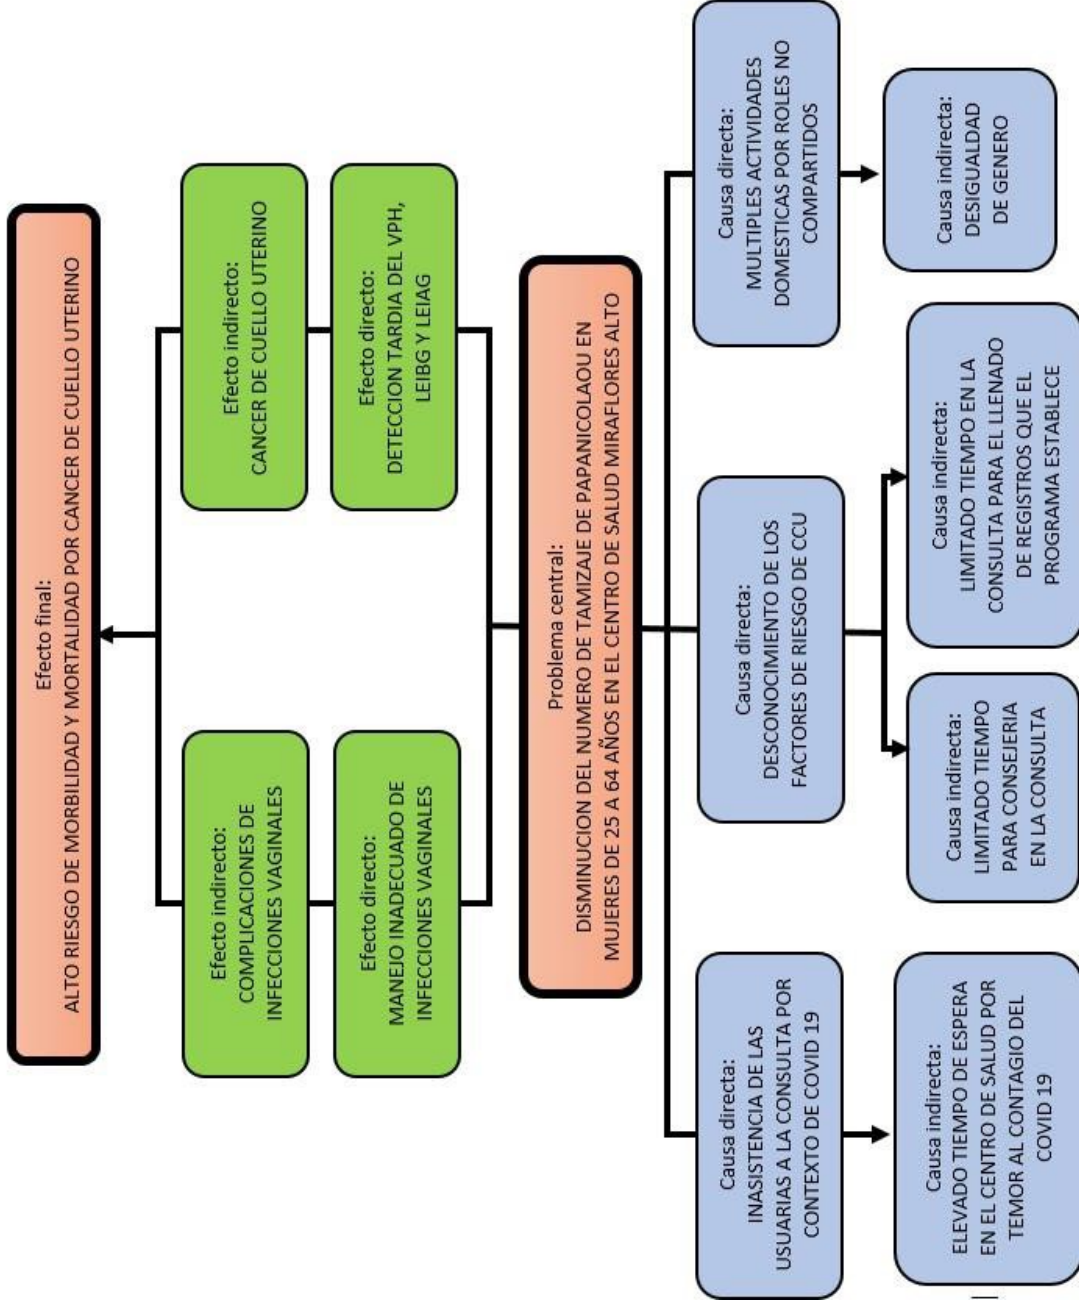 Efecto final:
ALTO RIESGO DE MORBILIDAD Y MORTALIDAD POR CANCER DE CUELLO UTERINO
Efecto indirecto:
COMPLICACIONES DE
INFECCIONES VAGINALES
Efecto indirecto:
CANCER DE CUELLO UTERINO
Efecto directo:
MANEJO INADECUADO DE
INFECCIONES VAGINALES
Efecto directo:
DETECCION TARDIA DEL VPH,
LEIBG Y LEIAG
Problema central:
DISMINUCION DEL NUMERO DE TAMIZAJE DE PAPANICOLAOU EN
MUJERES DE 25 A 64 AÑOS EN EL CENTRO DE SALUD MIRAFLORES ALTO
Causa directa:
INASISTENCIA DE LAS
USUARIAS A LA CONSULTA POR
CONTEXTO DE COVID 19
Causa directa:
DESCONOCIMIENTO DE LOS
FACTORES DE RIESGO DE CCU
Causa directa:
MULTIPLES ACTIVIDADES
DOMESTICAS POR ROLES NO
COMPARTIDOS
Causa indirecta:
ELEVADO TIEMPO DE ESPERA
EN EL CENTRO DE SALUD POR
TEMOR AL CONTAGIO DEL
COVID 19
Causa indirecta:
LIMITADO TIEMPO
PARA CONSEJERIA
EN LA CONSULTA
Causa indirecta:
LIMITADO TIEMPO EN LA
CONSULTA PARA EL LLENADO
DE REGISTROS QUE EL
PROGRAMA ESTABLECE
Causa indirecta:
DESIGUALDAD
DE GENERO